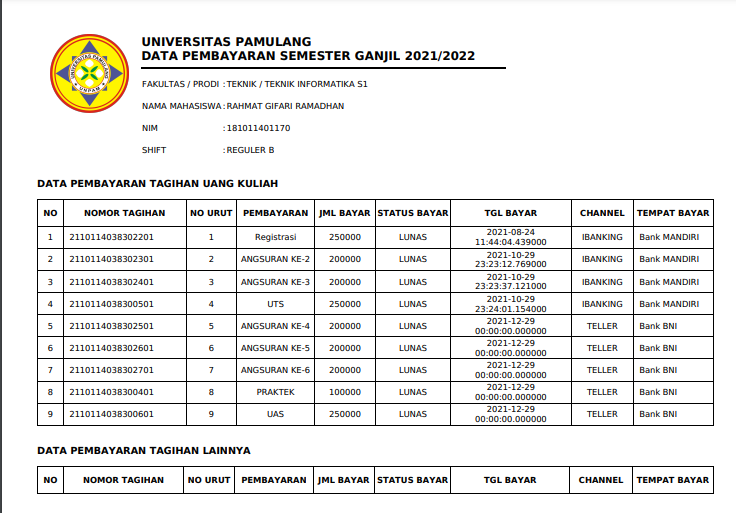 UNIVERSITAS PAMULANG
UNPAM
UNIVERSITAS PAMULANG
DATA PEMBAYARAN SEMESTER GANJIL 2021/2022
FAKULTAS / PRODI : TEKNIK / TEKNIK INFORMATIKA S1
NAMA MAHASISWA : RAHMAT GIFARI RAMADHAN
NIM : 181011401170
SHIFT : REGULER B
DATA PEMBAYARAN TAGIHAN UANG KULIAH
NO NOMOR TAGIHAN NO URUT PEMBAYARAN JML BAYAR STATUS BAYAR TGL BAYAR CHANNEL TEMPAT BAYAR
1 2110114038302201 1 Registrasi 250000 LUNAS 2021-08-24 11:44:04.439000 IBANKING Bank MANDIRI
2 2110114038302301 2 ANGSURAN KE-2 200000 LUNAS 2021-10-29 23:23:12.769000 IBANKING Bank MANDIRI
3 2110114038302401 3 ANGSURAN KE-3 200000 LUNAS 2021-10-29 23:23:37.121000 IBANKING Bank MANDIRI
4 2110114038300501 4 UTS 250000 LUNAS 2021-10-29 23:24:01.154000 IBANKING Bank MANDIRI
5 2110114038302501 5 ANGSURAN KE-4 200000 LUNAS 2021-12-29 00:00:00.000000 TELLER Bank BNI
6 2110114038302601 6 ANGSURAN KE-5 200000 LUNAS 2021-12-29 00:00:00.000000 TELLER Bank BNI
7 2110114038302701 7 ANGSURAN KE-6 200000 LUNAS 2021-12-29 00:00:00.000000 TELLER Bank BNI
8 2110114038300401 8 PRAKTEK 100000 LUNAS 2021-12-29 00:00:00.000000 TELLER Bank BNI
9 2110114038300601 9 UAS 250000 LUNAS 2021-12-29 00:00:00.000000 TELLER Bank BNI
DATA PEMBAYARAN TAGIHAN LAINNYA
NO NOMOR TAGIHAN NO URUT PEMBAYARAN JML BAYAR STATUS BAYAR TGL BAYAR CHANNEL TEMPAT BAYAR